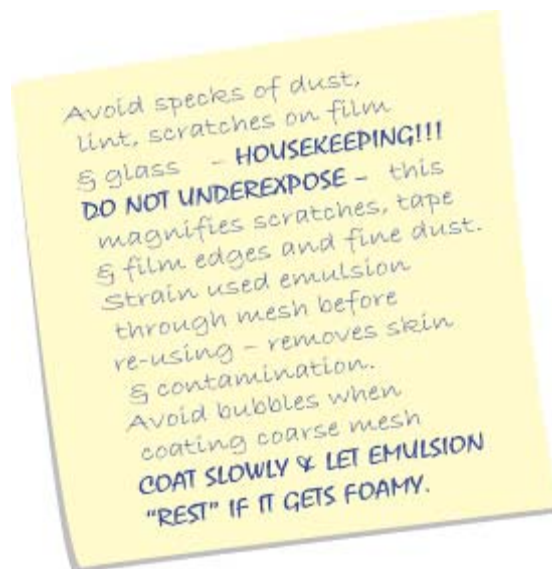 Avoid specks of dust,
lint, scratches on film
& glass – HOUSEKEEPING!!!
DO NOT UNDEREXPOSE – this
magnifies scratches, tape
& film edges and fine dust.
Strain used emulsion
through mesh before
re-using – removes skin
& contamination.
Avoid bubbles when
coating coarse mesh
COAT SLOWLY & LET EMULSION
"REST" IF IT GETS FOAMY.